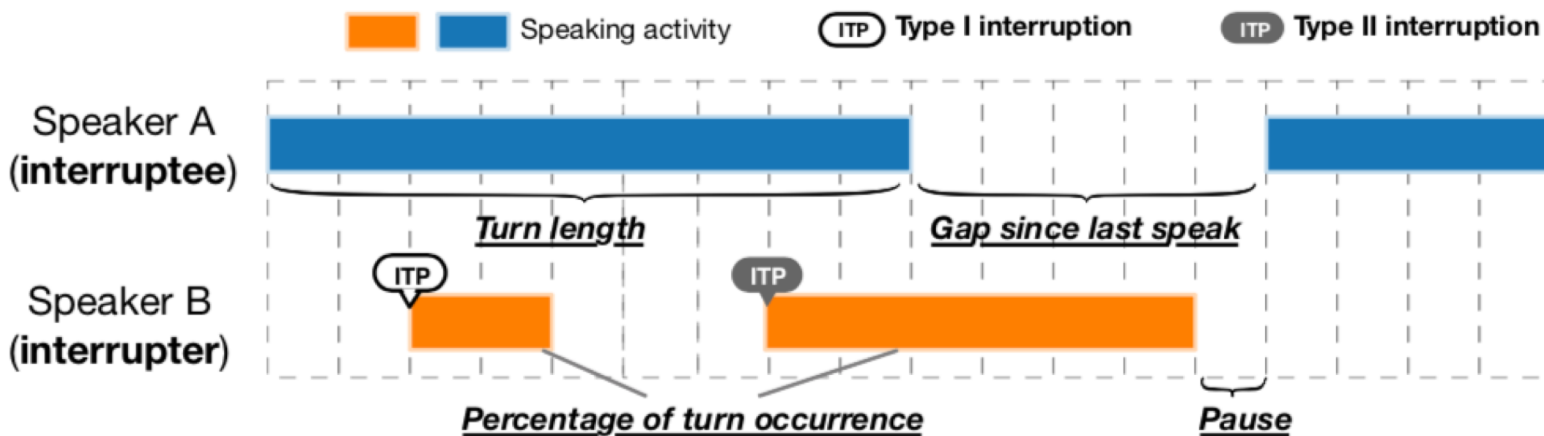 Speaking activity
ITP Type I interruption
ITP Type II interruption
Speaker A
(interruptee)
Turn length
Gap since last speak
ITP
ITP
Speaker B
(interrupter)
Percentage of turn occurrence
Pause